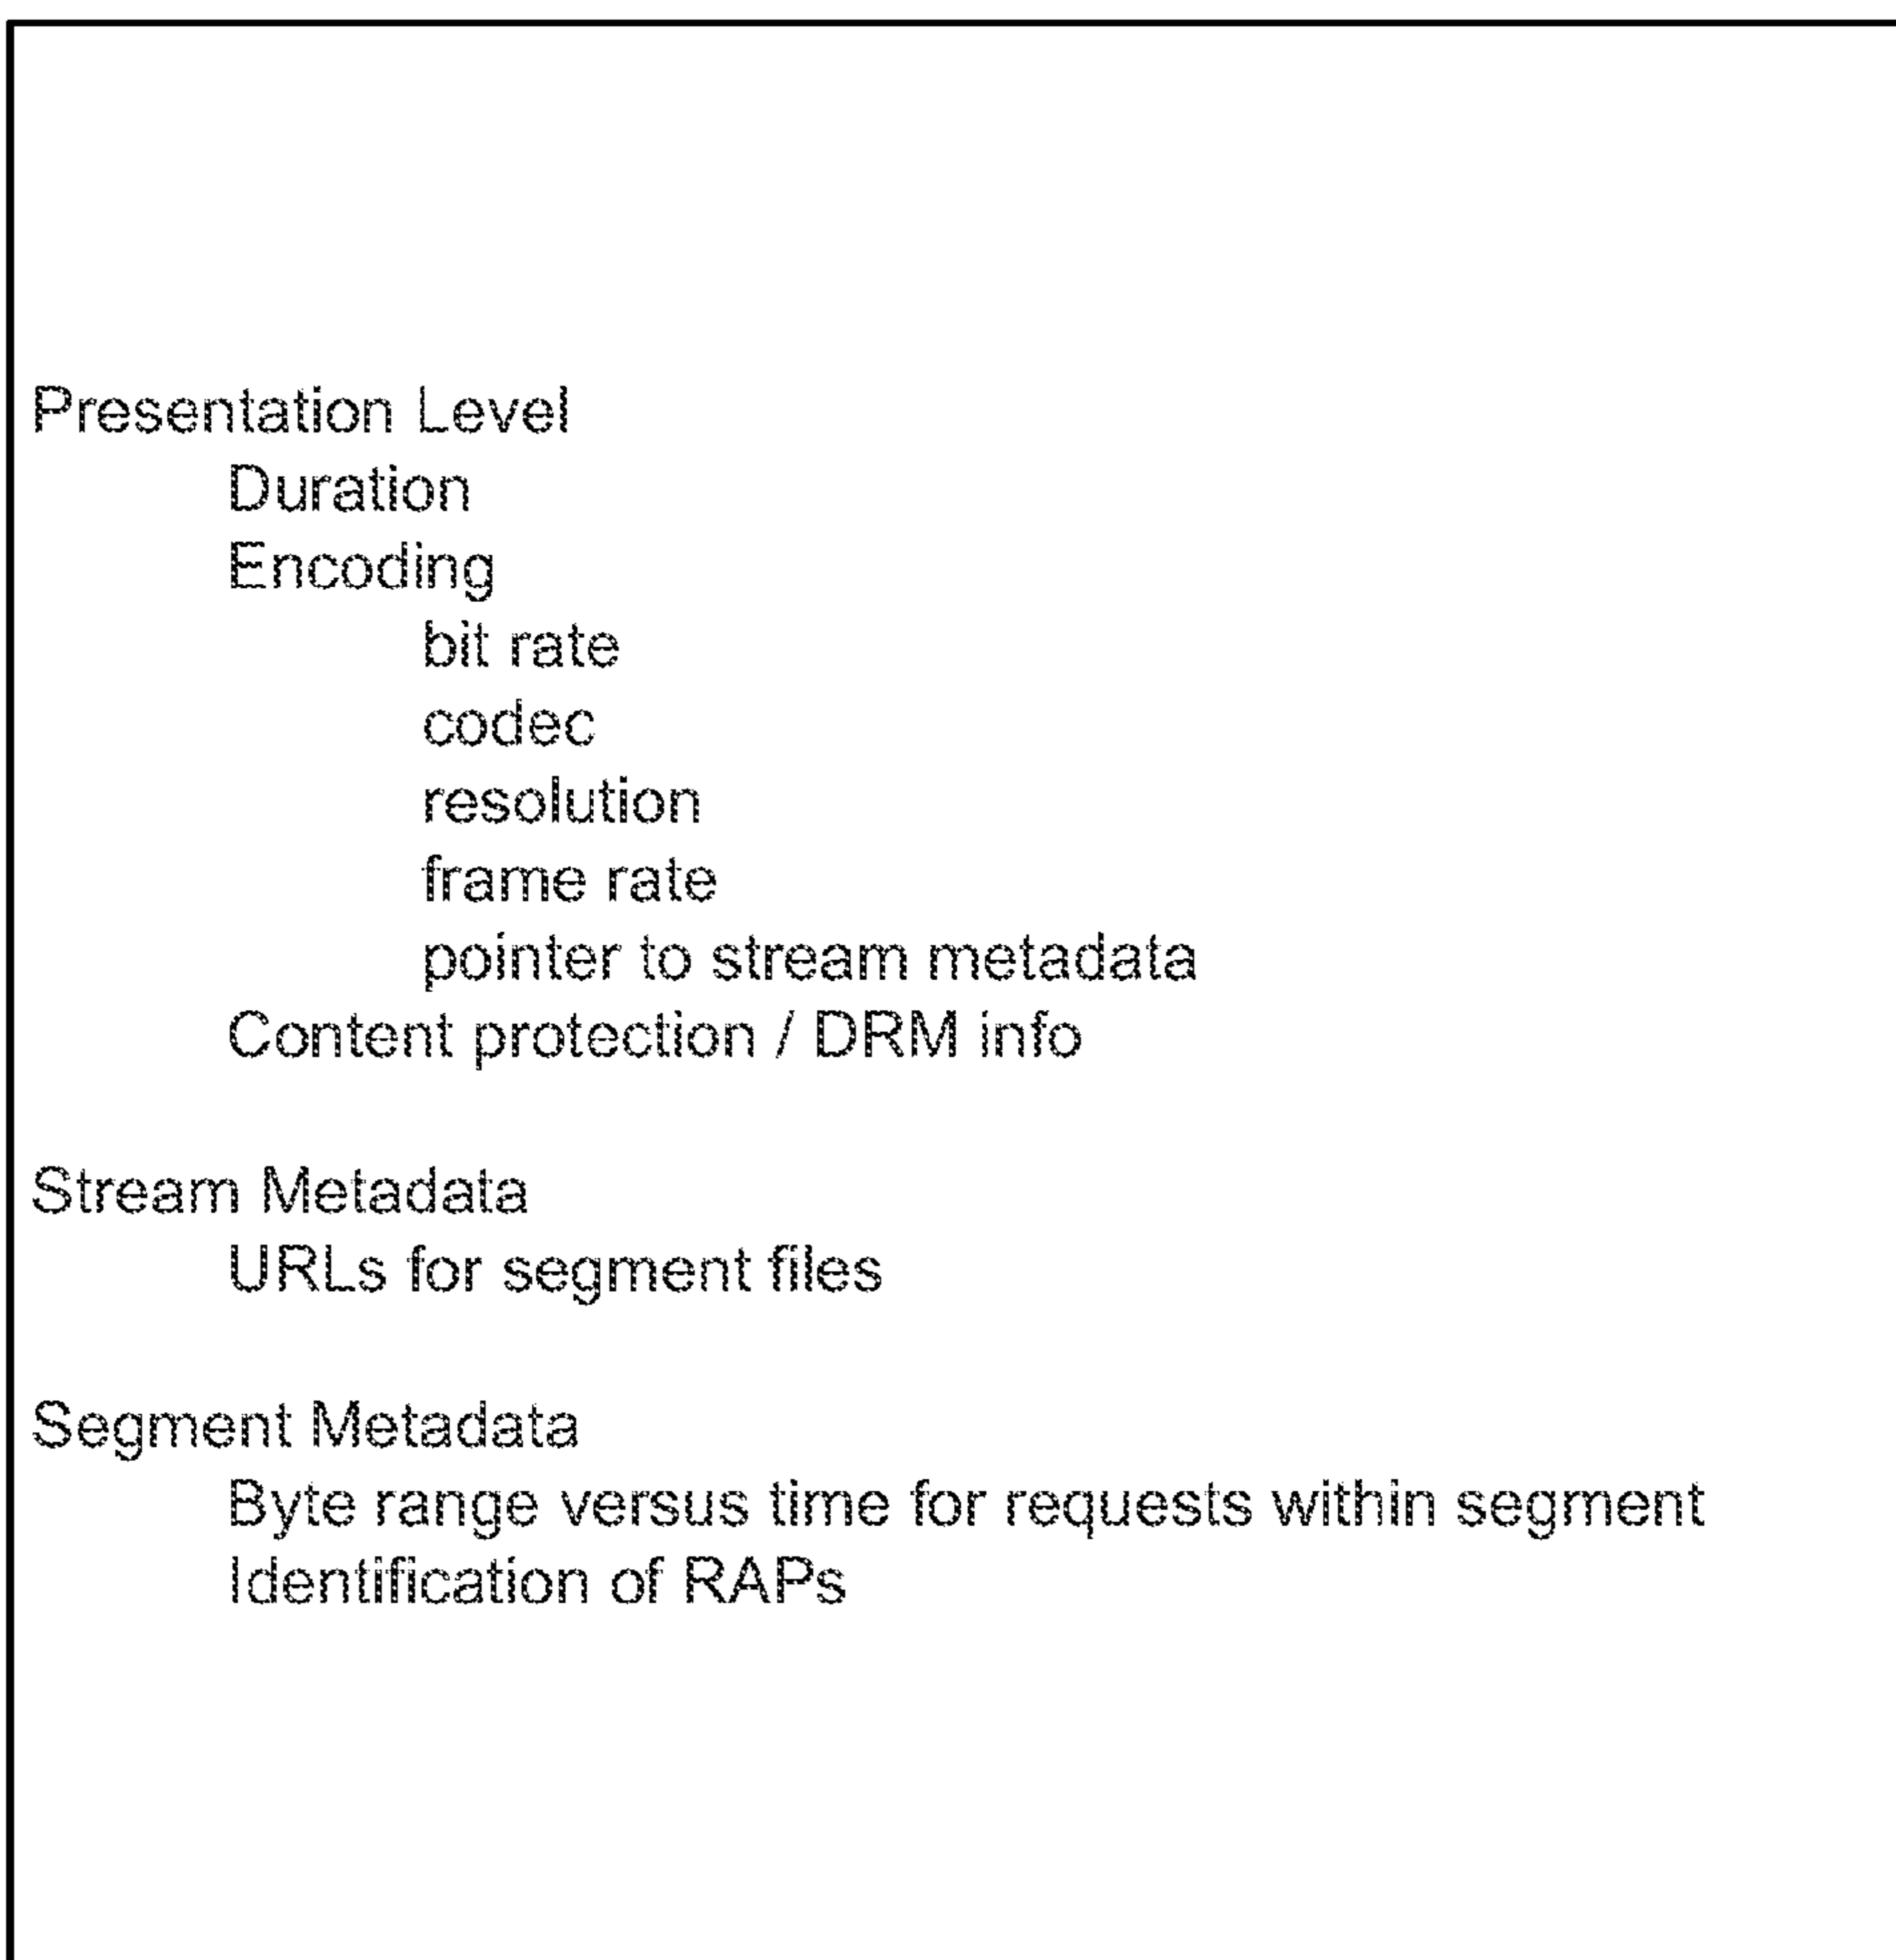 Presentation Level
Duration
Encoding
bit rate
codec
resolution
frame rate
pointer to stream metadata
Content protection / DRM info
Stream Metadata
URLs for segment files
Segment Metadata
Byte range versus time for requests within segment
Identification of RAPs